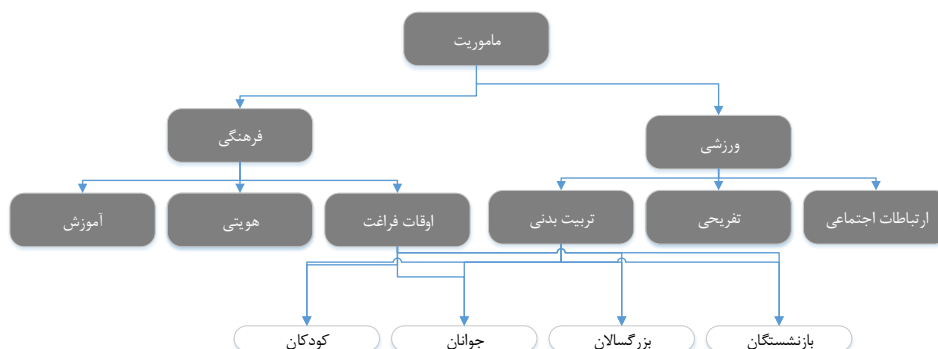 ماموریت
ورزشی
فرهنگی
ارتباطات اجتماعی
تفریحی
تربیت بدنی
اوقات فراغت
هویتی
آموزش
بازنشستگان
بزرگسالان
جوانان
کودکان